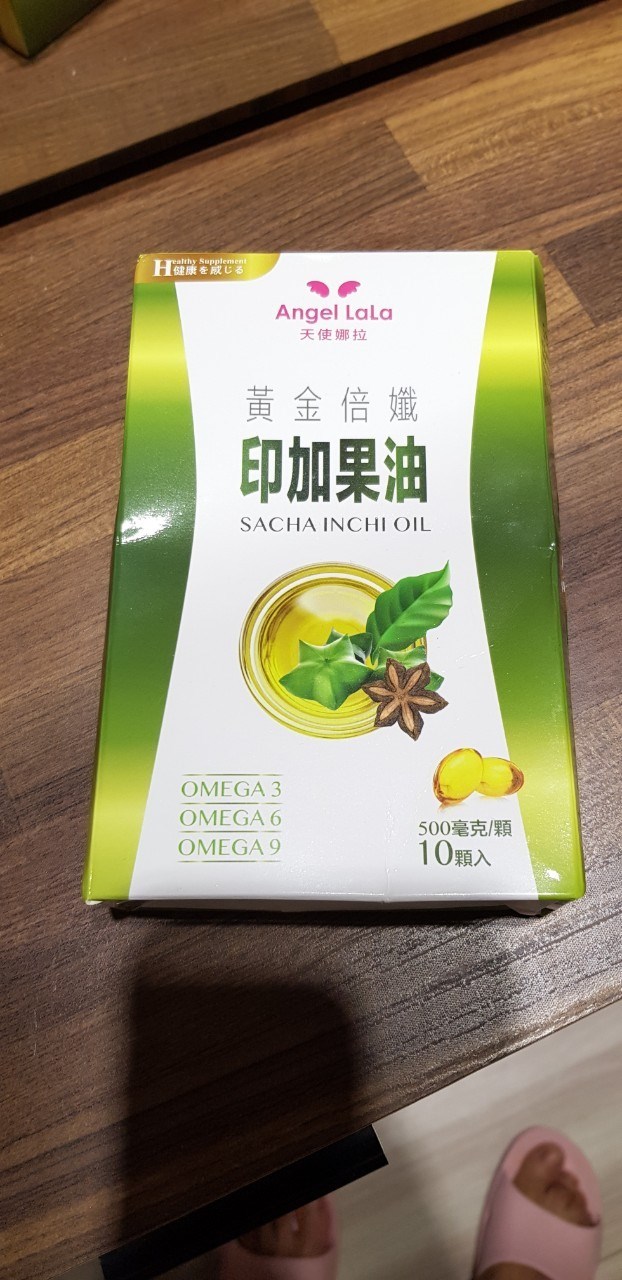 Healthy Supplement
健康を感じる
Angel LaLa
天使娜拉
黃金倍孅
印加果油
SACHA INCHI OIL
OMEGA 3
OMEGA 6
OMEGA 9
500毫克/顆
10顆入